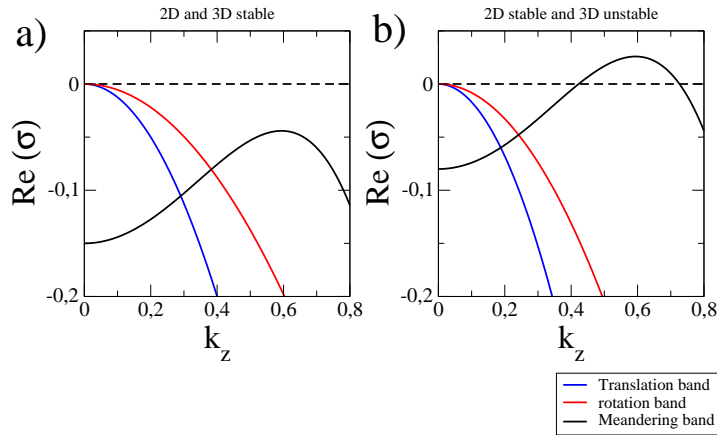 2D and 3D stable
a)
0
-0,1
-0,2
Re (σ)
0
0,2
0,4
0,6
0,8
k_z
2D stable and 3D unstable
b)
0
-0,1
-0,2
Re (σ)
0
0,2
0,4
0,6
0,8
k_z
Translation band
rotation band
Meandering band